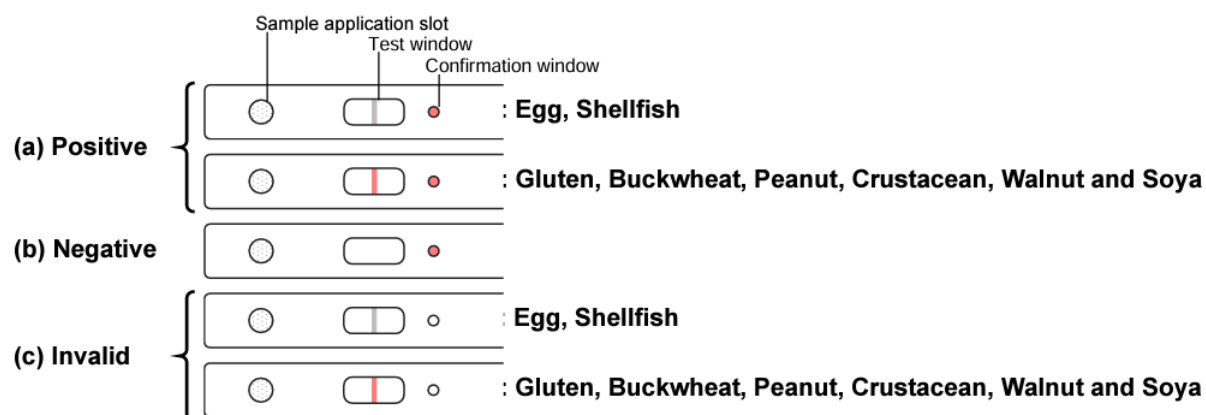 Sample application slot
Test window
Confirmation window
(a) Positive
: Egg, Shellfish
: Gluten, Buckwheat, Peanut, Crustacean, Walnut and Soya
(b) Negative
(c) Invalid
: Egg, Shellfish
: Gluten, Buckwheat, Peanut, Crustacean, Walnut and Soya